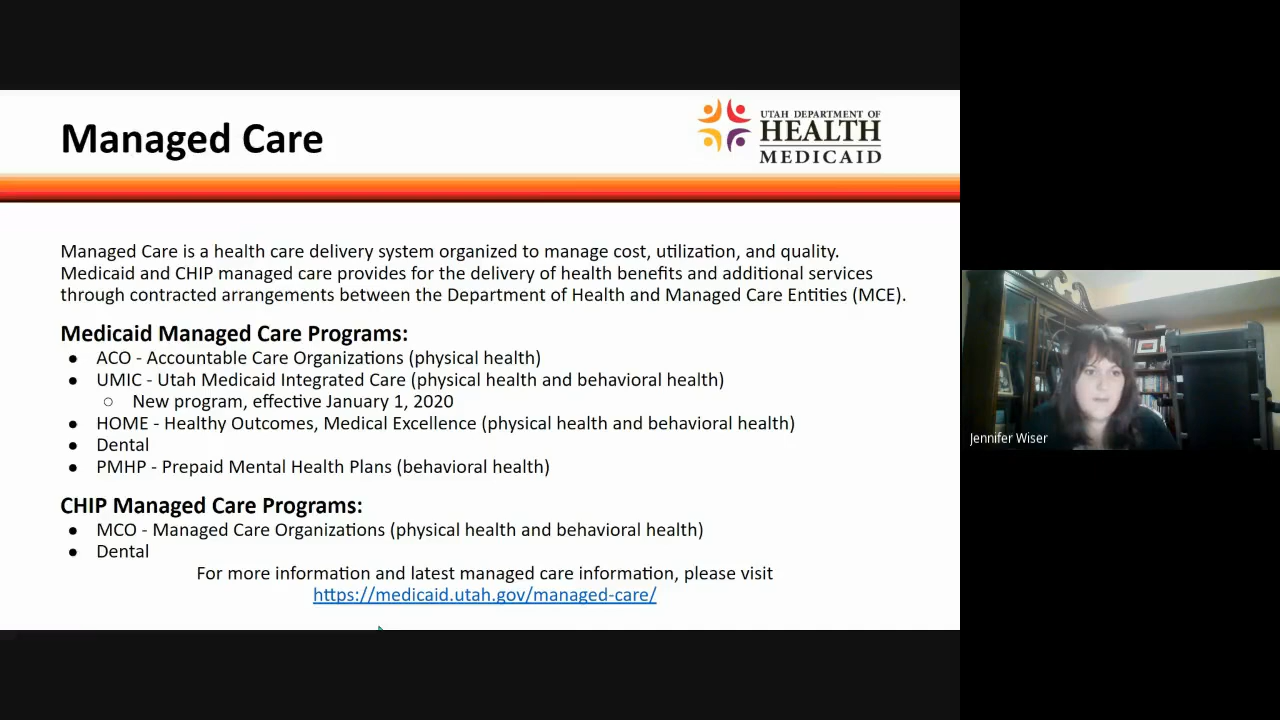 Managed Care
UTAH DEPARTMENT OF
HEALTH
MEDICAID
Managed Care is a health care delivery system organized to manage cost, utilization, and quality.
Medicaid and CHIP managed care provides for the delivery of health benefits and additional services
through contracted arrangements between the Department of Health and Managed Care Entities (MCE).
Medicaid Managed Care Programs:
● ACO - Accountable Care Organizations (physical health)
● UMIC - Utah Medicaid Integrated Care (physical health and behavioral health)
○ New program, effective January 1, 2020
● HOME - Healthy Outcomes, Medical Excellence (physical health and behavioral health)
● Dental
● PMHP - Prepaid Mental Health Plans (behavioral health)
CHIP Managed Care Programs:
● MCO - Managed Care Organizations (physical health and behavioral health)
● Dental
For more information and latest managed care information, please visit
https://medicaid.utah.gov/managed-care/
Jennifer Wiser